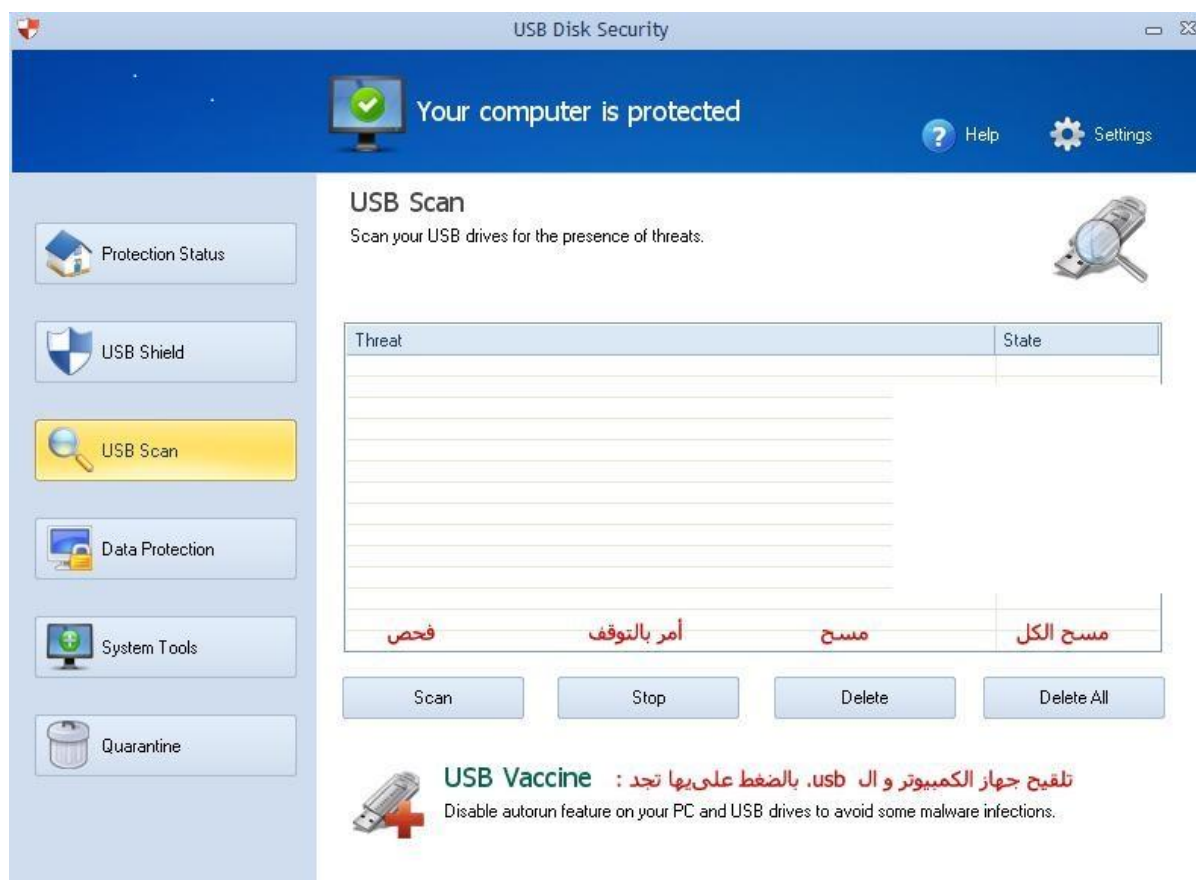 USB Disk Security
Your computer is protected
Help
Settings
Protection Status
USB Shield
USB Scan
Data Protection
System Tools
Quarantine
USB Scan
Scan your USB drives for the presence of threats.
Threat State
فحص أمر بالتوقف مسح مسح الكل
Scan Stop Delete Delete All
USB Vaccine تلقيح جهاز الكمبيوتر و ال usb، بالضغط علىيها تجد :
Disable autorun feature on your PC and USB drives to avoid some malware infections.